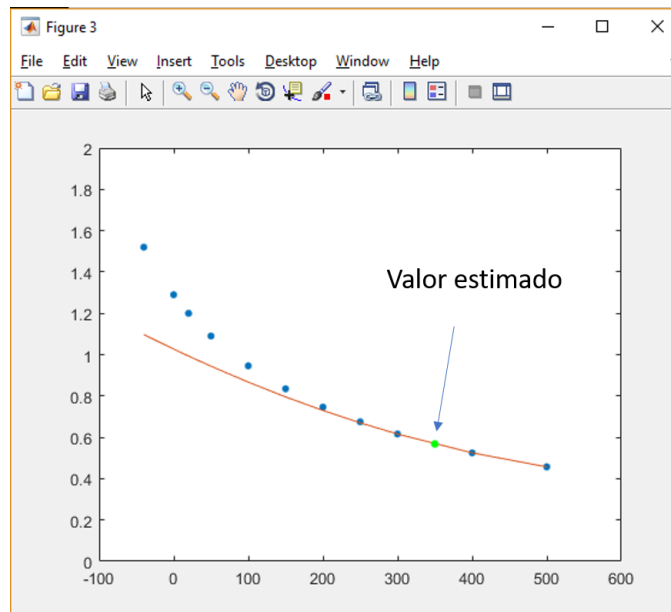 Figure 3
File Edit View Insert Tools Desktop Window Help
2
1.8
1.6
1.4
Valor estimado
1.2
1
0.8
0.6
0.4
0.2
0
-100 0 100 200 300 400 500 600